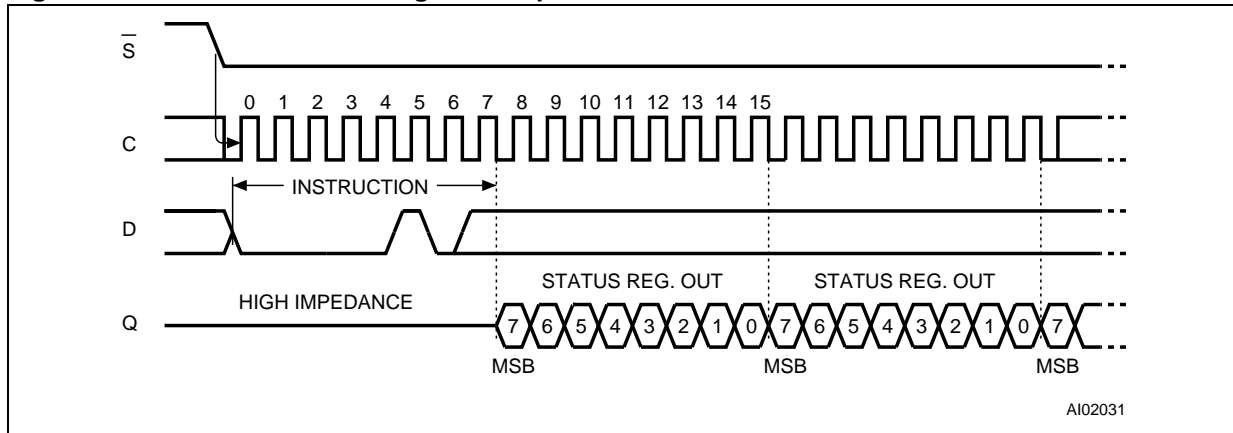 S
0 1 2 3 4 5 6 7 8 9 10 11 12 13 14 15
C
INSTRUCTION
D
STATUS REG. OUT STATUS REG. OUT
HIGH IMPEDANCE
Q 7 6 5 4 3 2 1 0 7 6 5 4 3 2 1 0 7
MSB MSB MSB
AI02031